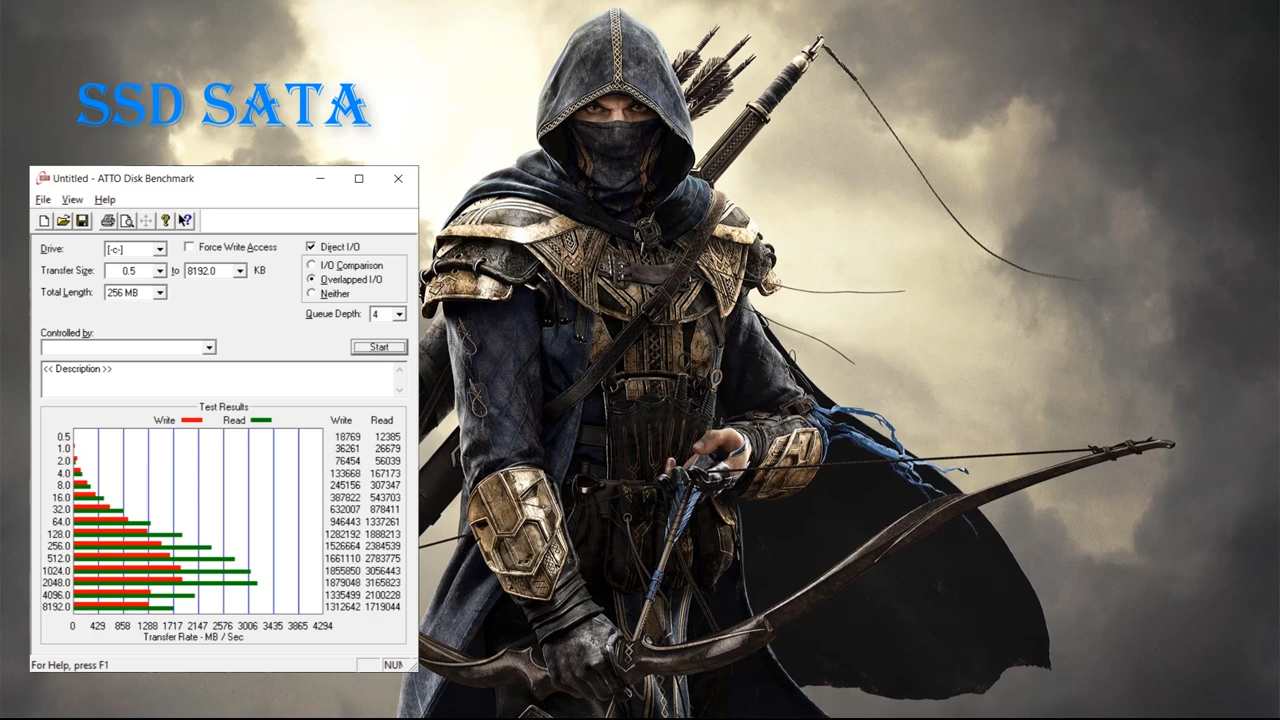 SSD SATA
Untitled - ATTO Disk Benchmark
File View Help
Drive: [-c-] Force Write Access Direct I/O
Transfer Size: 0.5 to 8192.0 KB I/O Comparison
Overlapped I/O
Total Length: 256 MB Neither
Queue Depth: 4
Controlled by:
Start
<< Description >>
Test Results
Write Read Write Read
0.5 18769 12385
1.0 36261 26679
2.0 76454 56039
4.0 133668 167173
8.0 245156 307347
16.0 387822 543703
32.0 632007 878411
64.0 946443 1337261
128.0 1282192 1888213
256.0 1526664 2384539
512.0 1661110 2783775
1024.0 1855850 3056443
2048.0 1879048 3165823
4096.0 1335499 2100228
8192.0 1312642 1719044
0 429 858 1288 1717 2147 2576 3006 3435 3865 4294
Transfer Rate - MB / Sec
For Help, press F1 NUM